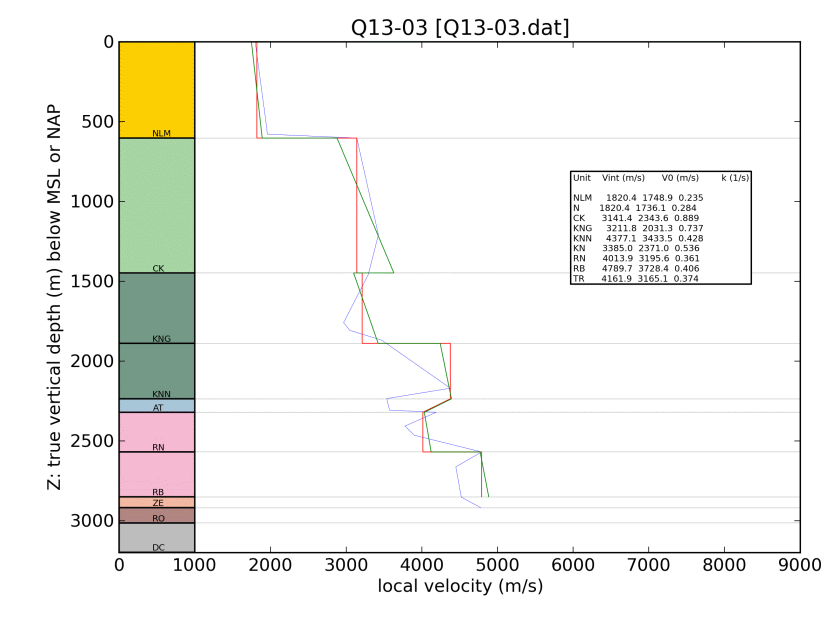 Q13-03 [Q13-03.dat]
Z: true vertical depth (m) below MSL or NAP
0
500
1000
1500
2000
2500
3000
NLM
CK
KNG
KNN
AT
RN
RB
ZE
RO
DC
Unit Vint (m/s) V0 (m/s) k (1/s)
NLM 1820.4 1748.9 0.235
N 1820.4 1736.1 0.284
CK 3141.4 2343.6 0.889
KNG 3211.8 2031.3 0.737
KNN 4377.1 3433.5 0.428
KN 3385.0 2371.0 0.536
RN 4013.9 3195.6 0.361
RB 4789.7 3728.4 0.406
TR 4161.9 3165.1 0.374
0 1000 2000 3000 4000 5000 6000 7000 8000 9000
local velocity (m/s)